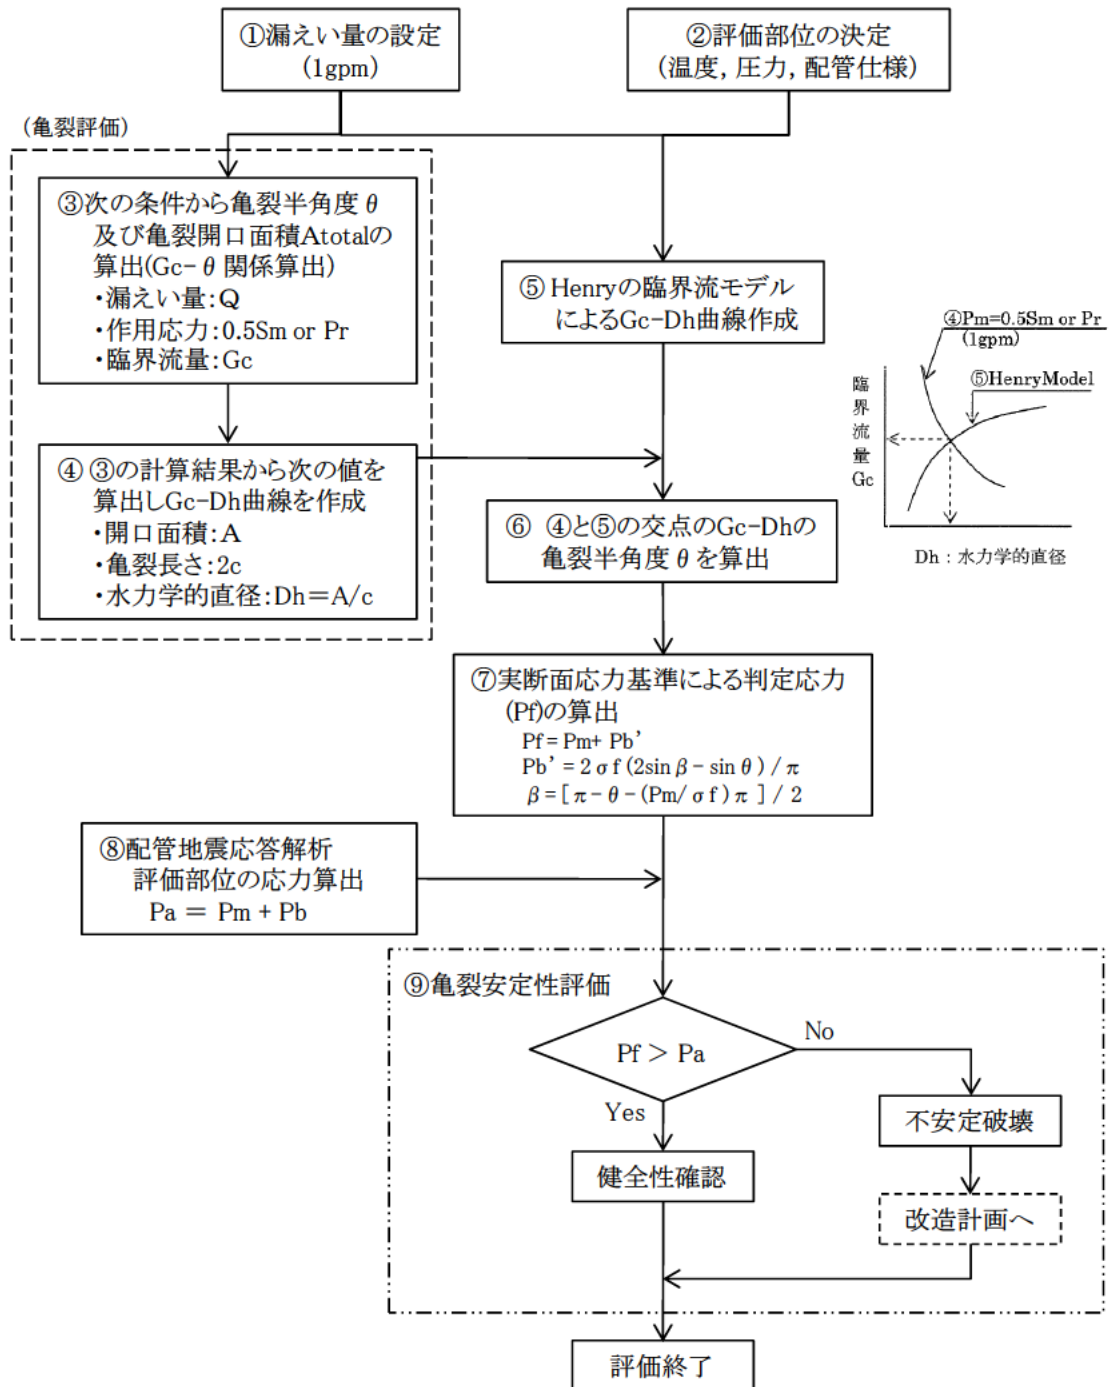 ①漏えい量の設定
(1gpm)
②評価部位の決定
(温度, 圧力, 配管仕様)
(亀裂評価)
③次の条件から亀裂半角度θ
及び亀裂開口面積Atotalの
算出(Gc-θ関係算出)
・漏えい量:Q
・作用応力:0.5Sm or Pr
・臨界流量:Gc
⑤Henryの臨界流モデル
によるGc-Dh曲線作成
④Pm=0.5Sm or Pr
(1gpm)
⑤HenryModel
臨界流量Gc
Dh:水力学的直径
④ ③の計算結果から次の値を
算出しGc-Dh曲線を作成
・開口面積:A
・亀裂長さ:2c
・水力学的直径:Dh=A/c
⑥ ④と⑤の交点のGc-Dhの
亀裂半角度θを算出
⑦実断面応力基準による判定応力
(Pf)の算出
Pf=Pm+ Pb’
Pb’=2σf(2sinβ-sinθ)/π
β=[π-θ-(Pm/σf)π]/2
⑧配管地震応答解析
評価部位の応力算出
Pa = Pm + Pb
⑨亀裂安定性評価
Pf > Pa
No
Yes
不安定破壊
健全性確認
改造計画へ
評価終了